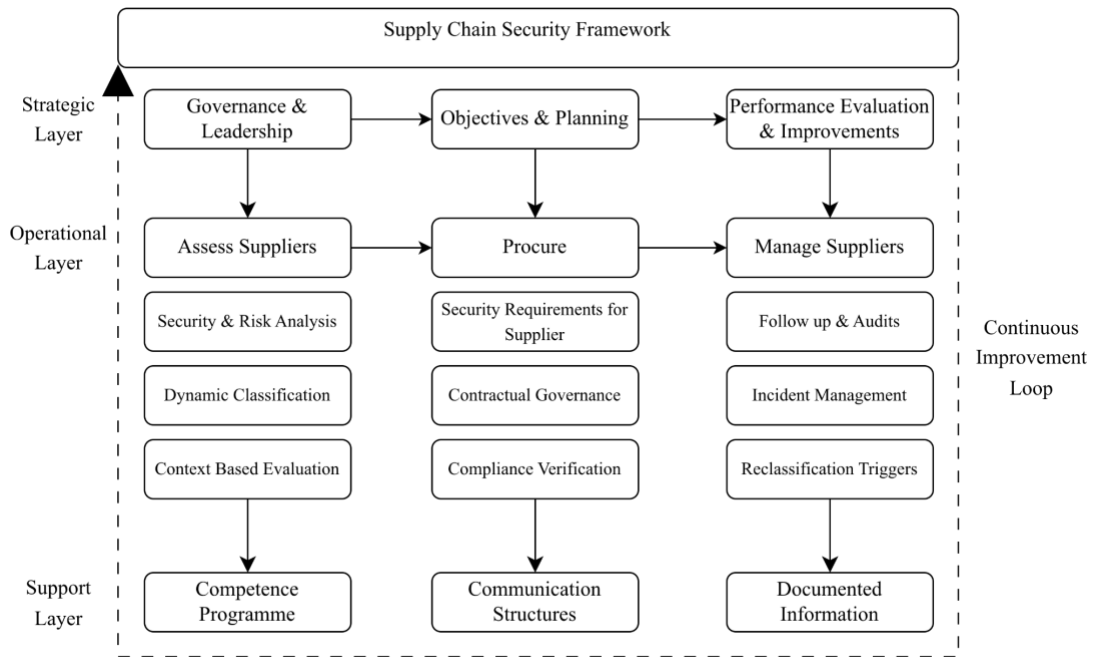 Supply Chain Security Framework
Strategic
Layer
Governance &
Leadership
Objectives & Planning
Performance Evaluation
& Improvements
Operational
Layer
Assess Suppliers
Procure
Manage Suppliers
Security & Risk Analysis
Security Requirements for
Supplier
Follow up & Audits
Continuous
Improvement
Loop
Dynamic Classification
Contractual Governance
Incident Management
Context Based Evaluation
Compliance Verification
Reclassification Triggers
Support
Layer
Competence
Programme
Communication
Structures
Documented
Information